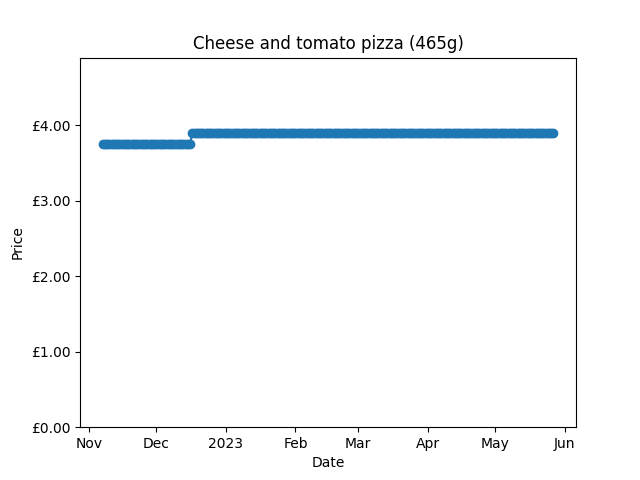 Cheese and tomato pizza (465g)
£4.00
£3.00
£2.00
£1.00
£0.00
Price
Nov Dec 2023 Feb Mar Apr May Jun
Date